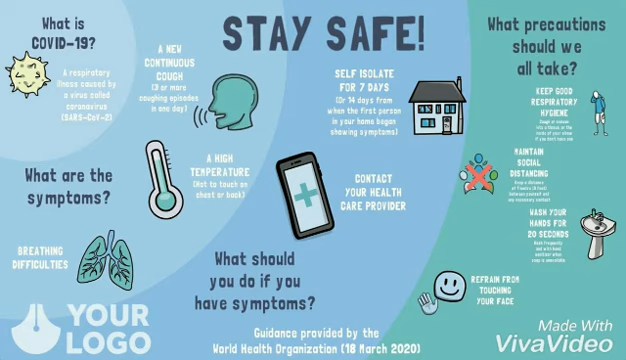 STAY SAFE!
What is
COVID-19?
A respiratory
illness caused by
a virus called
coronavirus
(SARS-CoV-2)
What are the
symptoms?
A NEW
CONTINUOUS
COUGH
(3 or more
coughing episodes
in one day)
A HIGH
TEMPERATURE
(Hot to touch on
chest or back)
BREATHING
DIFFICULTIES
What should
you do if you
have symptoms?
SELF ISOLATE
FOR 7 DAYS
(Or 14 days from
when the first person
in your home began
showing symptoms)
CONTACT
YOUR HEALTH
CARE PROVIDER
What precautions
should we
all take?
KEEP GOOD
RESPIRATORY
HYGIENE
MAINTAIN
SOCIAL
DISTANCING
WASH YOUR
HANDS FOR
20 SECONDS
REFRAIN FROM
TOUCHING
YOUR FACE
YOUR
LOGO
Guidance provided by the
World Health Organization (18 March 2020)
Made With
VivaVideo